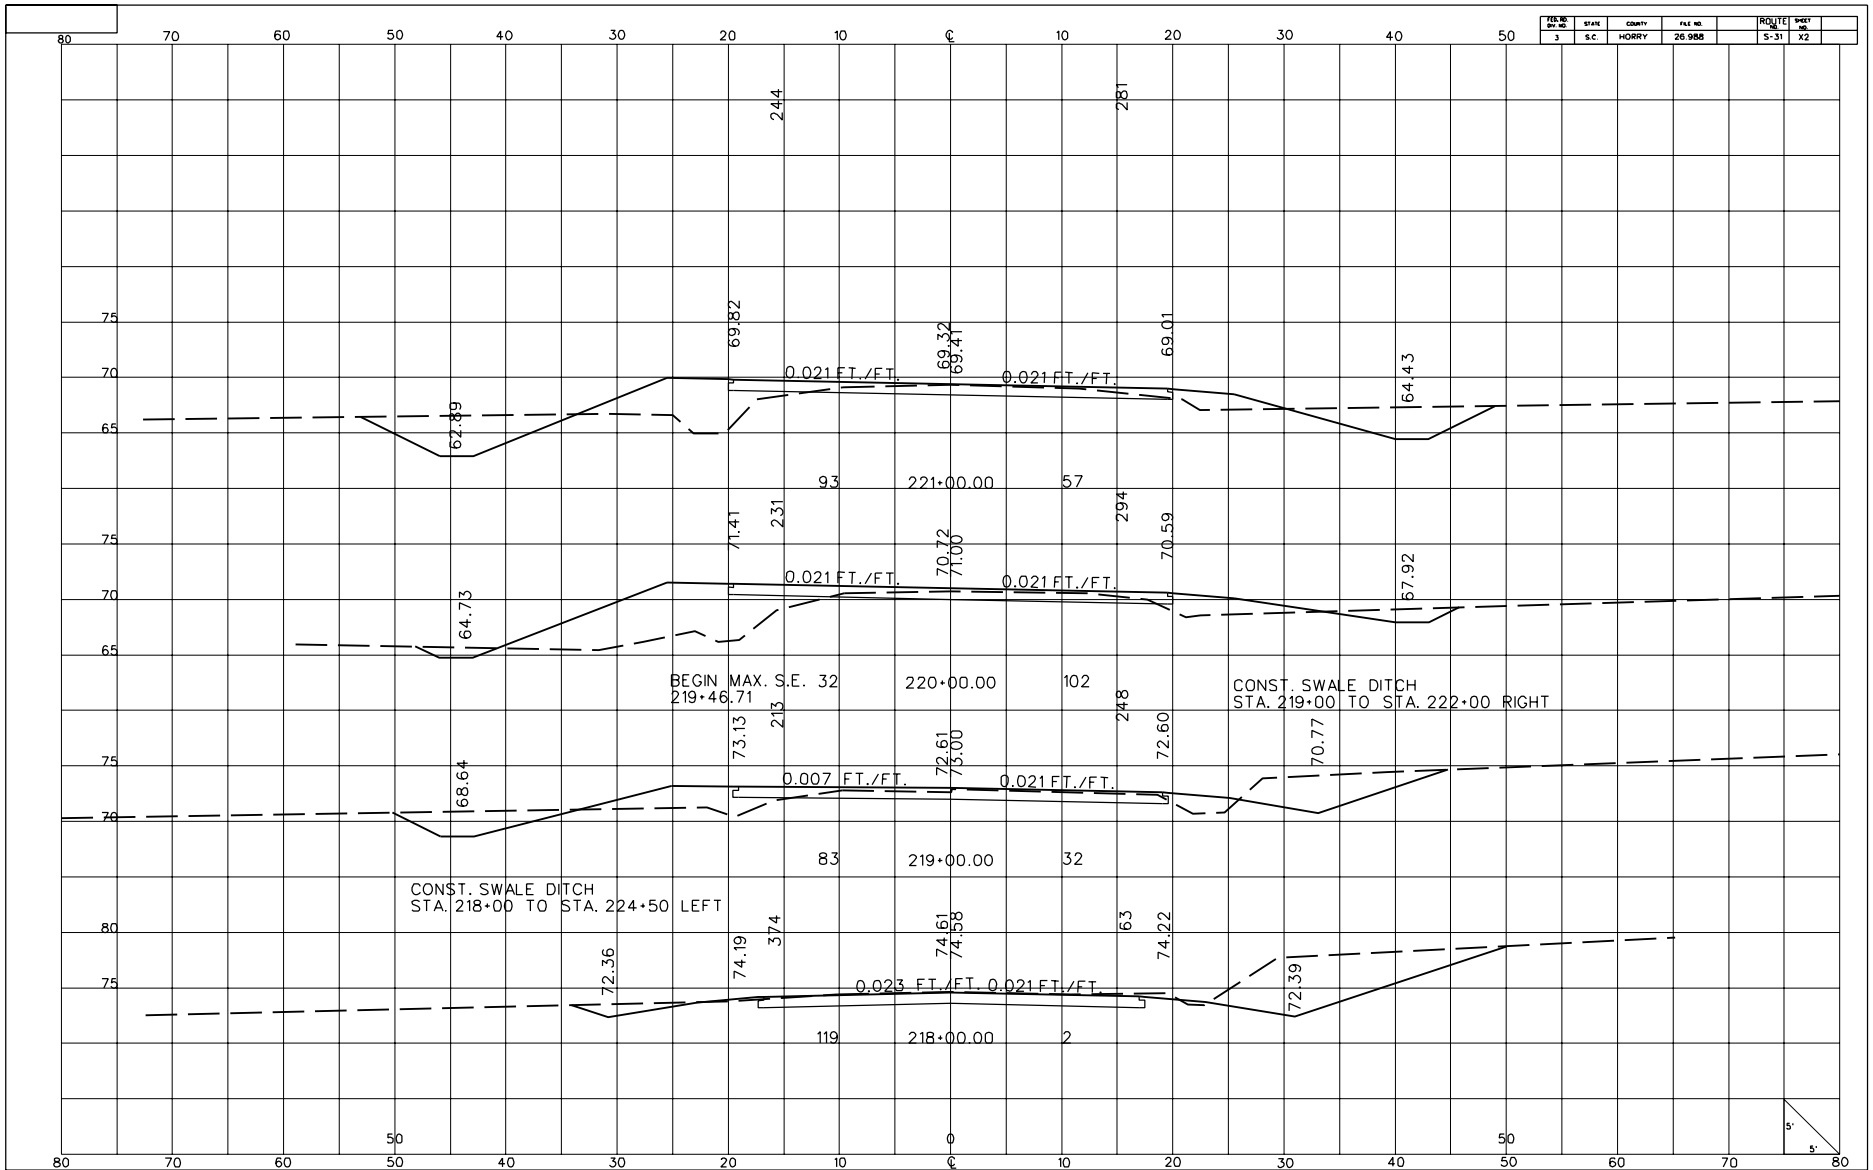 FED. RD. DIV. NO. STATE COUNTY FILE NO. ROUTE NO. SHEET NO.
3 S.C. HORRY 26.988 S-31 X2
80 70 60 50 40 30 20 10 ℄ 10 20 30 40 50
244 281
75
69.82 69.32 69.41 69.01
70
0.021 FT./FT. 0.021 FT./FT.
62.89 64.43
65
93 221+00.00 57
231 294
75
71.41 70.72 71.00 70.59
0.021 FT./FT. 0.021 FT./FT.
70
64.73 67.92
65
BEGIN MAX. S.E. 32 220+00.00 102
219+46.71
CONST. SWALE DITCH
STA. 219+00 TO STA. 222+00 RIGHT
213 248
73.13 72.61 73.00 72.60 70.77
75
68.64
0.007 FT./FT. 0.021 FT./FT.
70
83 219+00.00 32
CONST. SWALE DITCH
STA. 218+00 TO STA. 224+50 LEFT
374 63
80
74.19 74.61 74.58 74.22
72.36 72.39
75
0.023 FT./FT. 0.021 FT./FT.
119 218+00.00 2
50 0 50
5'
5'
80 70 60 50 40 30 20 10 ℄ 10 20 30 40 50 60 70 80